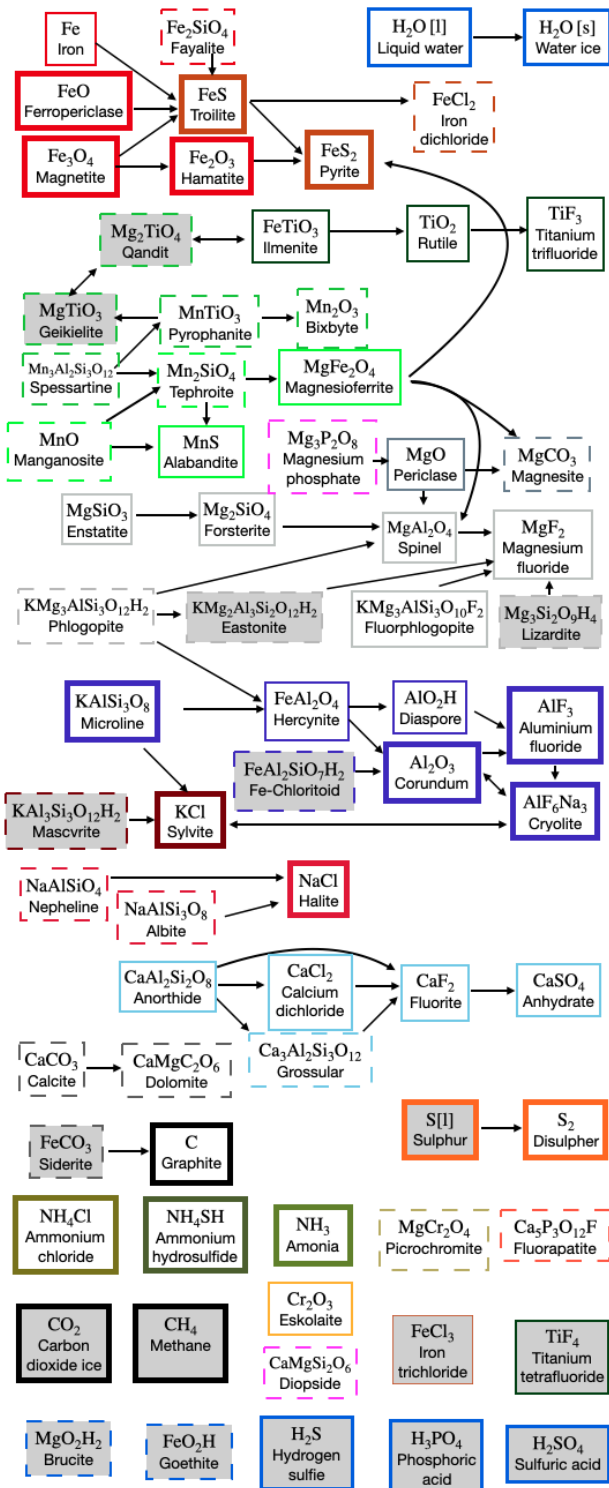 Fe
Iron
Fe₂SiO₄
Fayalite
H₂O [l]
Liquid water
H₂O [s]
Water ice
FeO
Ferropericlase
FeS
Troilite
FeCl₂
Iron
dichloride
Fe₃O₄
Magnetite
Fe₂O₃
Hamatite
FeS₂
Pyrite
Mg₂TiO₄
Qandit
FeTiO₃
Ilmenite
TiO₂
Rutile
TiF₃
Titanium
trifluoride
MgTiO₃
Geikielite
MnTiO₃
Pyrophanite
Mn₂O₃
Bixbyte
Mn₃Al₂Si₃O₁₂
Spessartine
Mn₂SiO₄
Tephroite
MgFe₂O₄
Magnesioferrite
MnO
Manganosite
MnS
Alabandite
Mg₃P₂O₈
Magnesium
phosphate
MgO
Periclase
MgCO₃
Magnesite
MgSiO₃
Enstatite
Mg₂SiO₄
Forsterite
MgAl₂O₄
Spinel
MgF₂
Magnesium
fluoride
KMg₃AlSi₃O₁₂H₂
Phlogopite
KMg₂Al₃Si₂O₁₂H₂
Eastonite
KMg₃AlSi₃O₁₀F₂
Fluorphlogopite
Mg₃Si₂O₉H₄
Lizardite
KAlSi₃O₈
Microline
FeAl₂O₄
Hercynite
AlO₂H
Diaspore
AlF₃
Aluminium
fluoride
FeAl₂SiO₇H₂
Fe-Chloritoid
Al₂O₃
Corundum
AlF₆Na₃
Cryolite
KAl₃Si₃O₁₂H₂
Mascvrite
KCl
Sylvite
NaAlSiO₄
Nepheline
NaAlSi₃O₈
Albite
NaCl
Halite
CaAl₂Si₂O₈
Anorthide
CaCl₂
Calcium
dichloride
CaF₂
Fluorite
CaSO₄
Anhydrate
Ca₃Al₂Si₃O₁₂
Grossular
CaCO₃
Calcite
CaMgC₂O₆
Dolomite
FeCO₃
Siderite
C
Graphite
S[l]
Sulphur
S₂
Disulpher
NH₄Cl
Ammonium
chloride
NH₄SH
Ammonium
hydrosulfide
NH₃
Amonia
MgCr₂O₄
Picrochromite
Ca₅P₃O₁₂F
Fluorapatite
CO₂
Carbon
dioxide ice
CH₄
Methane
Cr₂O₃
Eskolaite
CaMgSi₂O₆
Diopside
FeCl₃
Iron
trichloride
TiF₄
Titanium
tetrafluoride
MgO₂H₂
Brucite
FeO₂H
Goethite
H₂S
Hydrogen
sulfie
H₃PO₄
Phosphoric
acid
H₂SO₄
Sulfuric acid